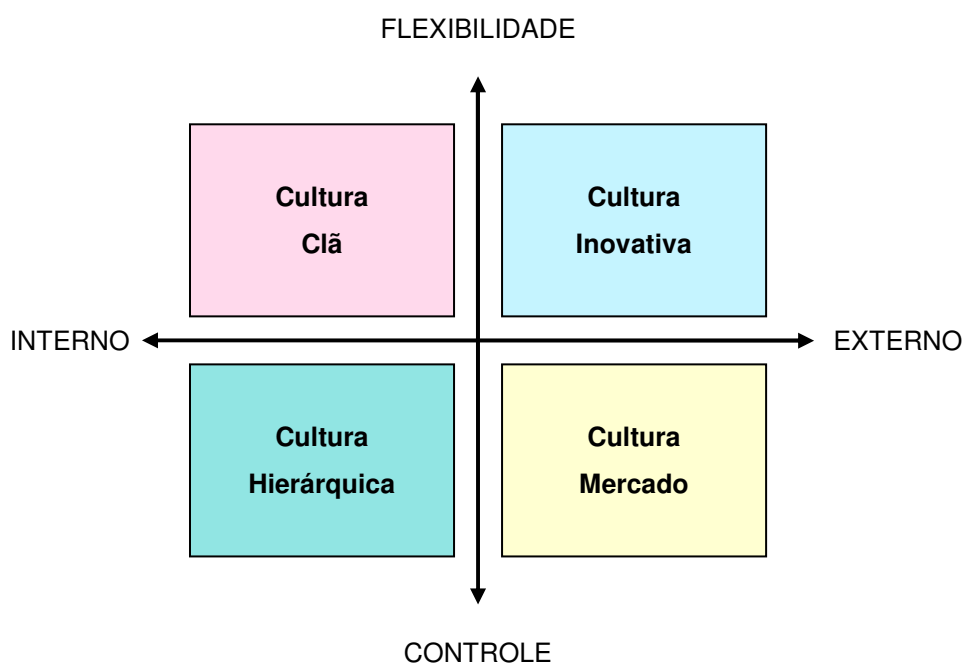 FLEXIBILIDADE
Cultura
Clã
Cultura
Inovativa
INTERNO
EXTERNO
Cultura
Hierárquica
Cultura
Mercado
CONTROLE